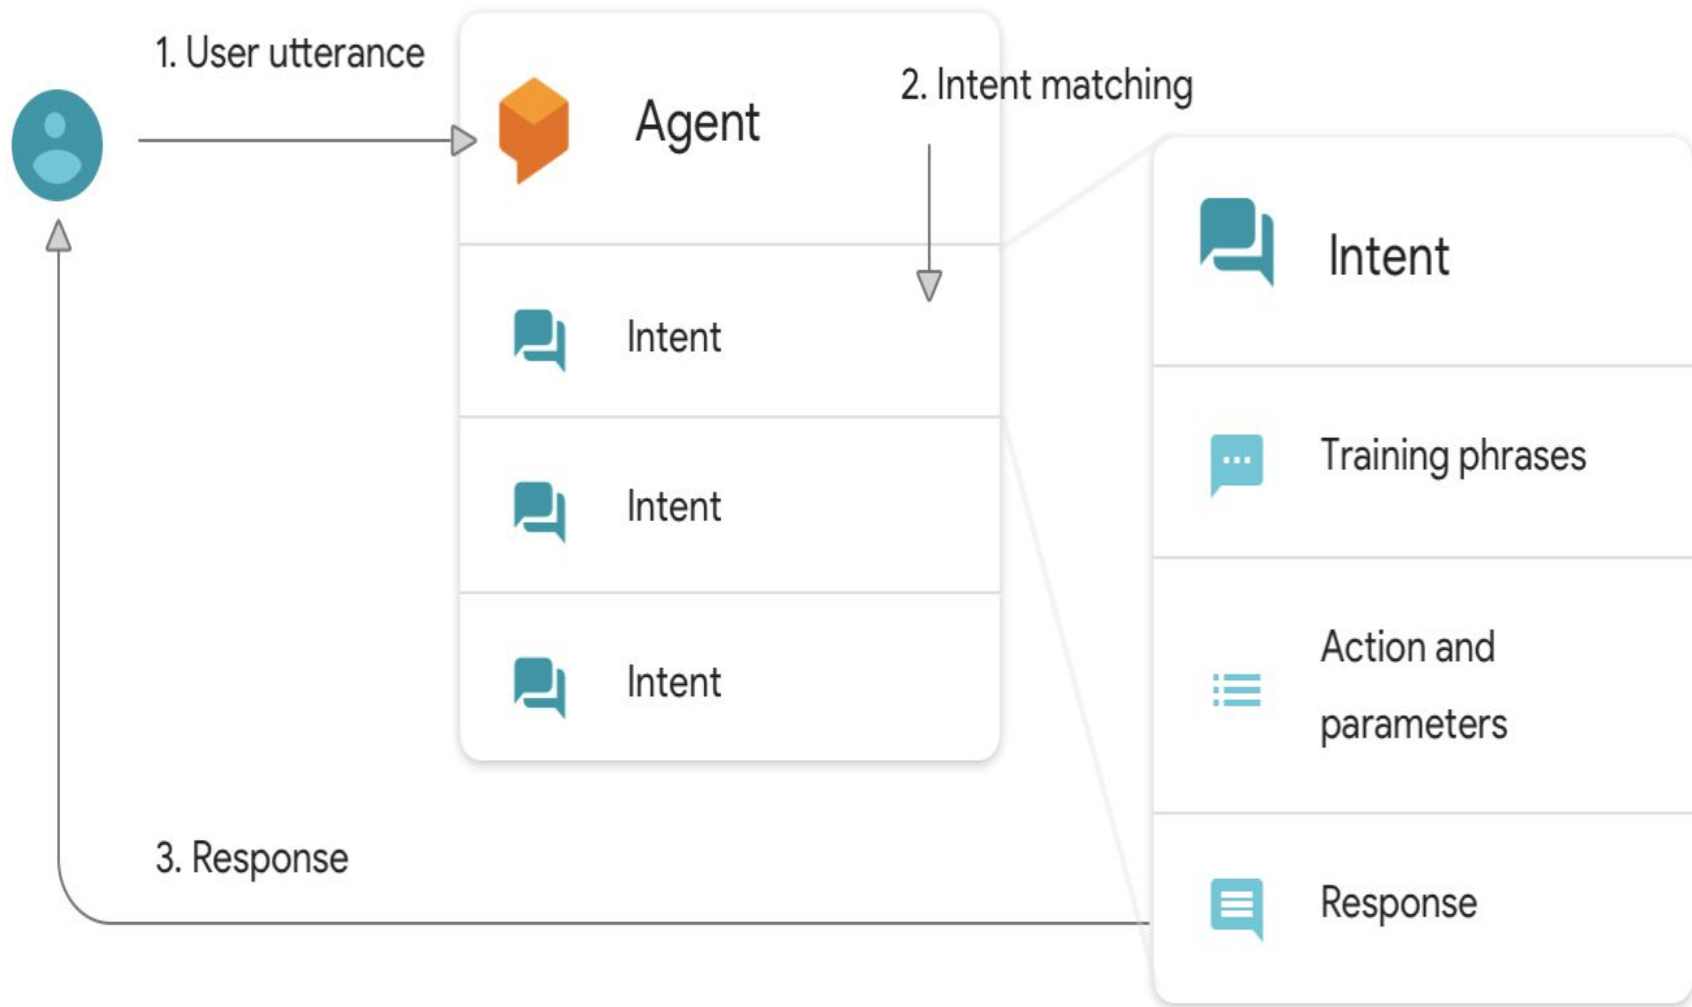 1. User utterance
Agent
2. Intent matching
Intent
Intent
Intent
Intent
Training phrases
Action and
parameters
Response
3. Response